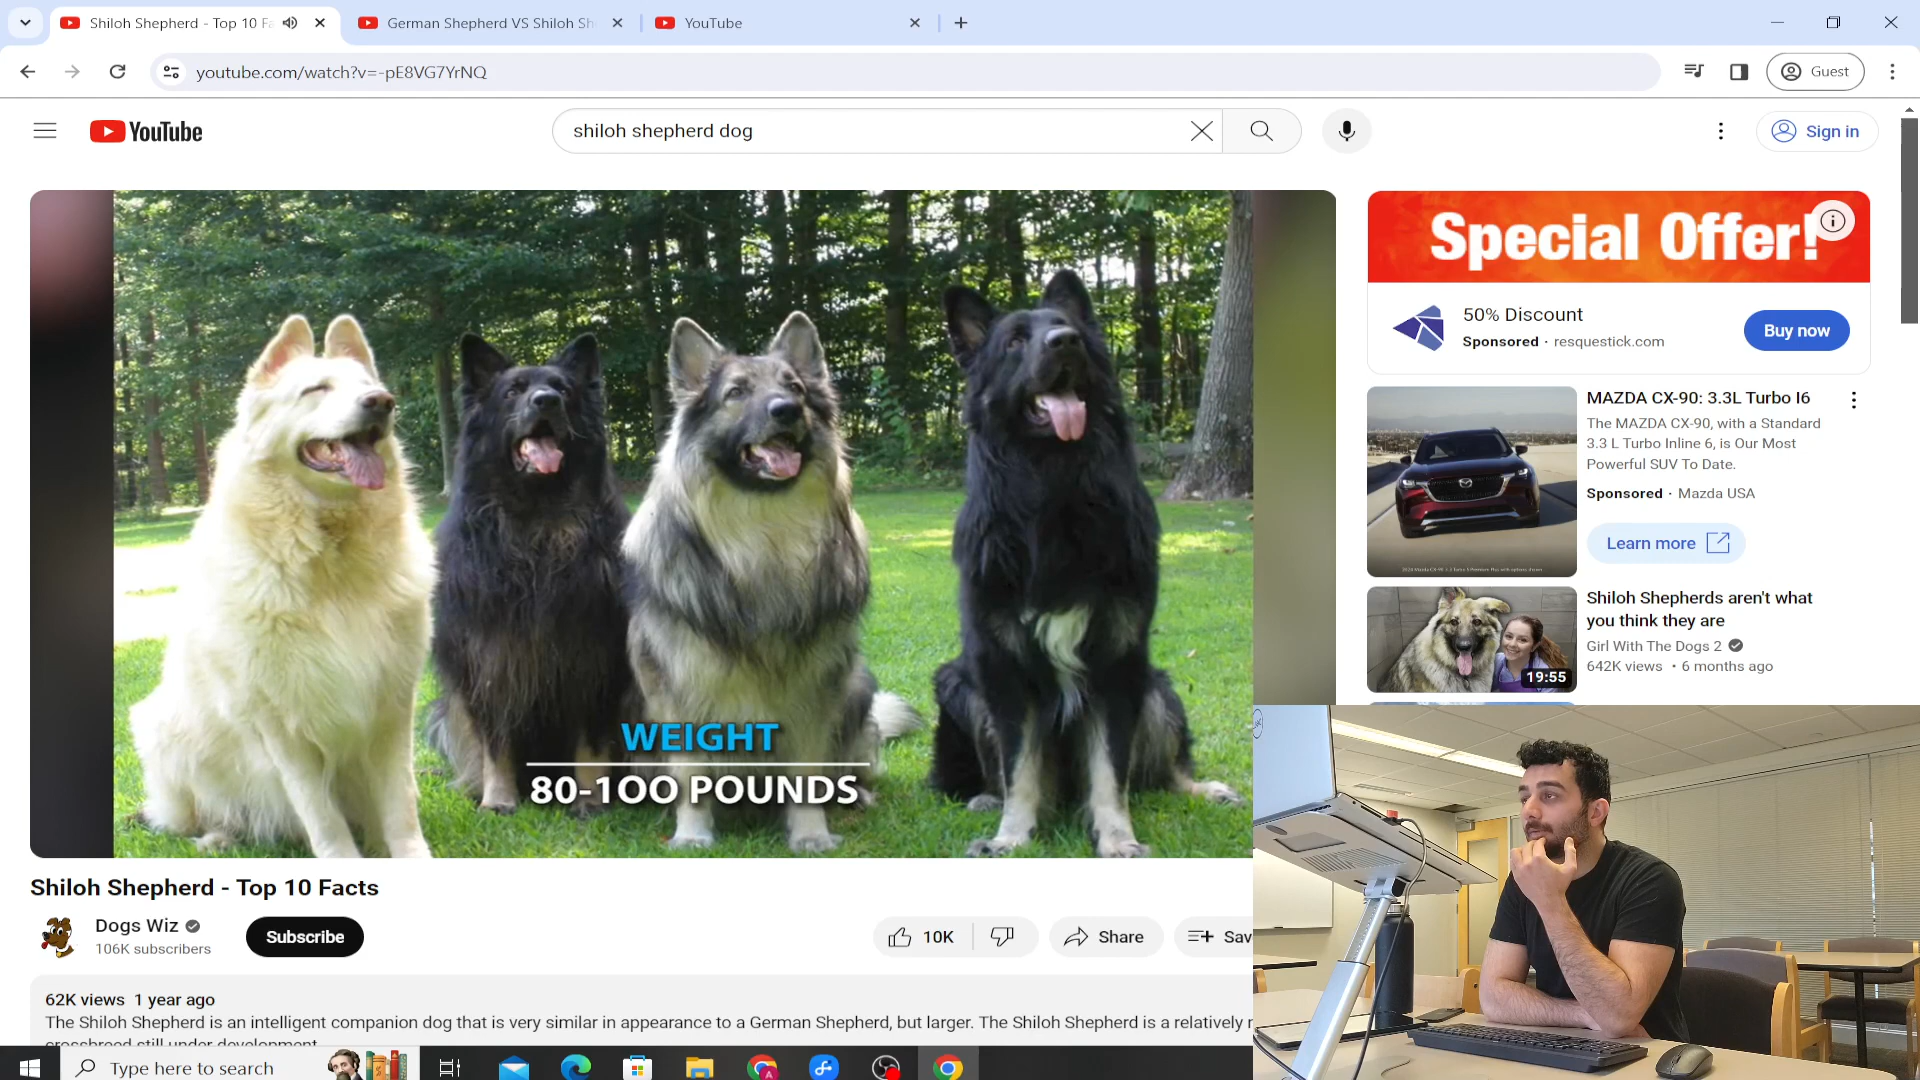 Shiloh Shepherd - Top 10 Fa
German Shepherd VS Shiloh Sh
YouTube
youtube.com/watch?v=-pE8VG7YrNQ
Guest
YouTube
shiloh shepherd dog
Sign in
WEIGHT
80-100 POUNDS
Special Offer!
50% Discount
Sponsored · resquestick.com
Buy now
MAZDA CX-90: 3.3L Turbo I6
The MAZDA CX-90, with a Standard
3.3 L Turbo Inline 6, is Our Most
Powerful SUV To Date.
Sponsored · Mazda USA
Learn more
Shiloh Shepherds aren't what
you think they are
Girl With The Dogs 2
642K views • 6 months ago
19:55
Shiloh Shepherd - Top 10 Facts
Dogs Wiz
106K subscribers
Subscribe
10K
Share
Sav
62K views 1 year ago
The Shiloh Shepherd is an intelligent companion dog that is very similar in appearance to a German Shepherd, but larger. The Shiloh Shepherd is a relatively r
crossbreed still under development
Type here to search